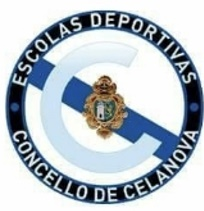 ESCOLAS DEPORTIVAS
C
CONCELLO DE CELANOVA